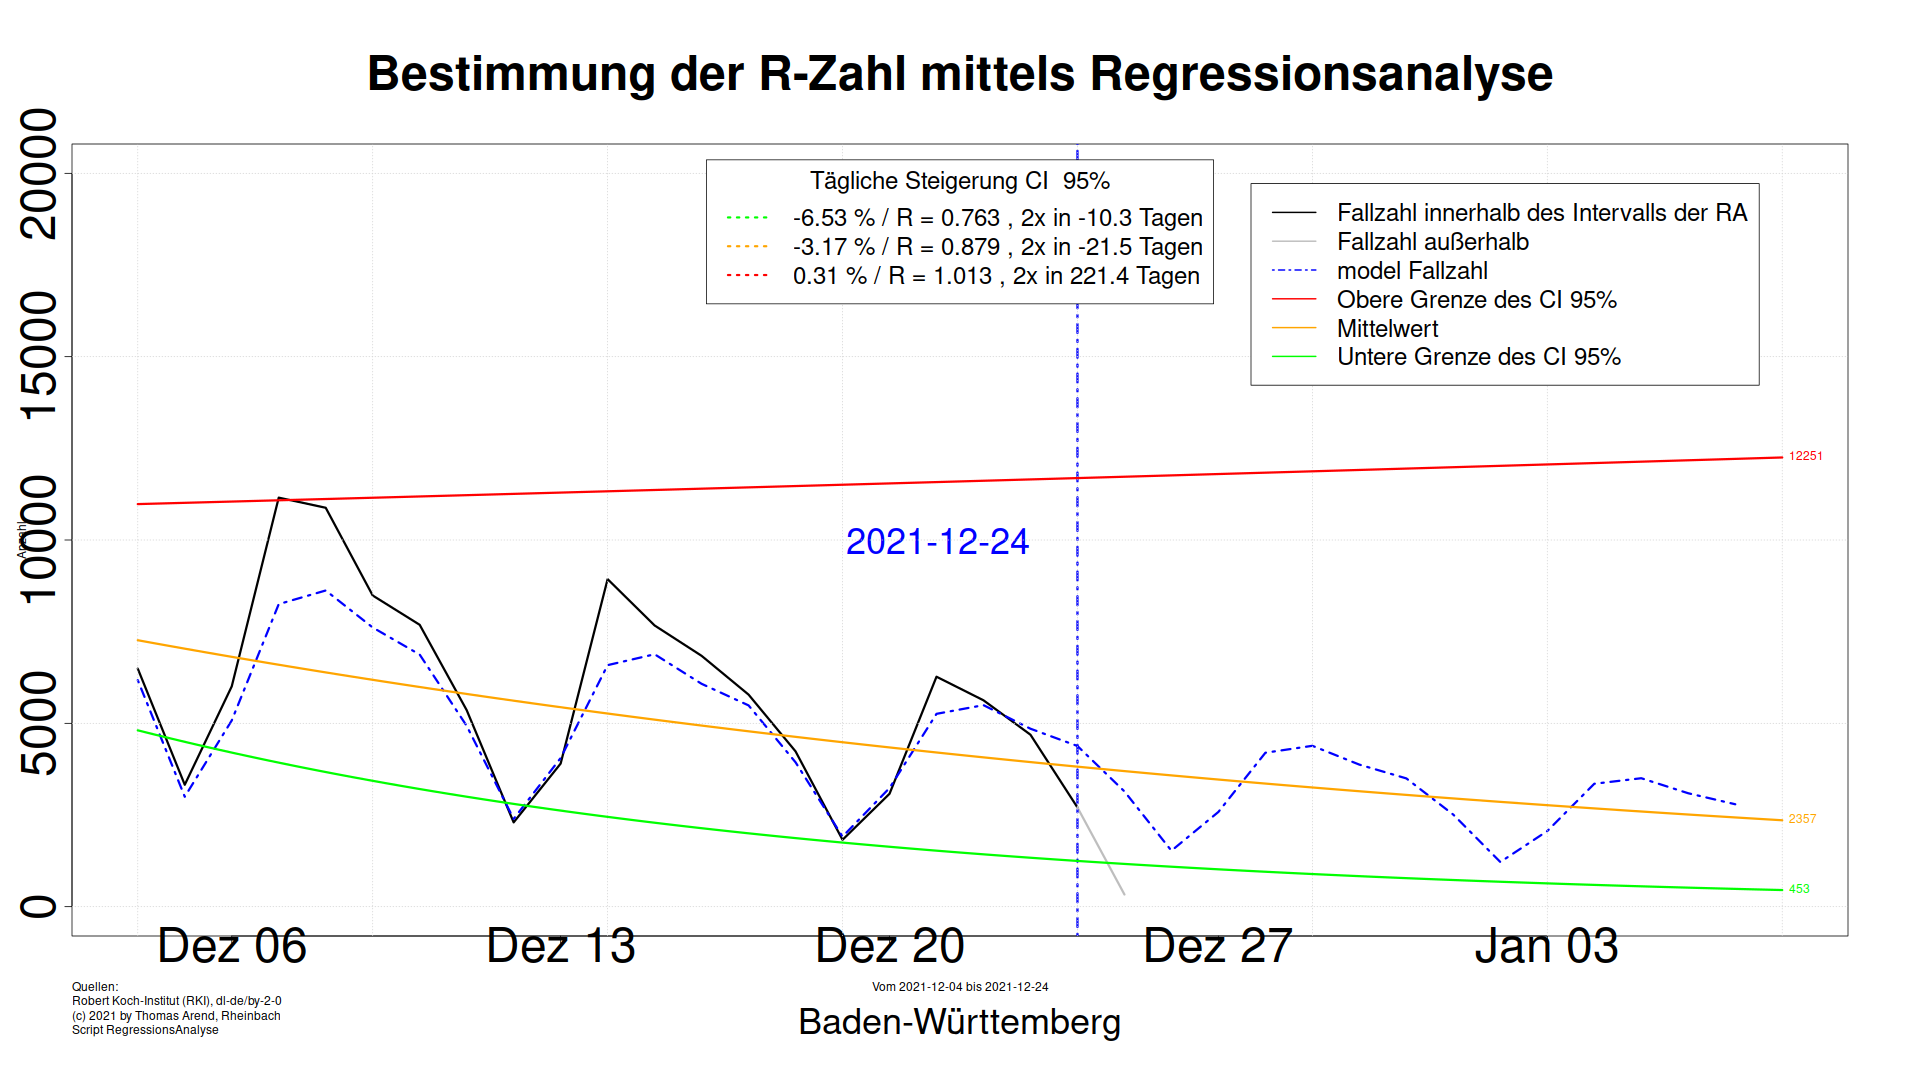 Bestimmung der R-Zahl mittels Regressionsanalyse
Tägliche Steigerung CI  95%
-6.53 % / R = 0.763 , 2x in -10.3 Tagen
-3.17 % / R = 0.879 , 2x in -21.5 Tagen
0.31 % / R = 1.013 , 2x in 221.4 Tagen
Fallzahl innerhalb des Intervalls der RA
Fallzahl außerhalb
model Fallzahl
Obere Grenze des CI 95%
Mittelwert
Untere Grenze des CI 95%
20000
15000
10000
5000
0
Anzahl
2021-12-24
12251
2357
453
Dez 06
Dez 13
Dez 20
Dez 27
Jan 03
Quellen:
Robert Koch-Institut (RKI), dl-de/by-2-0
(c) 2021 by Thomas Arend, Rheinbach
Script RegressionsAnalyse
Vom 2021-12-04 bis 2021-12-24
Baden-Württemberg